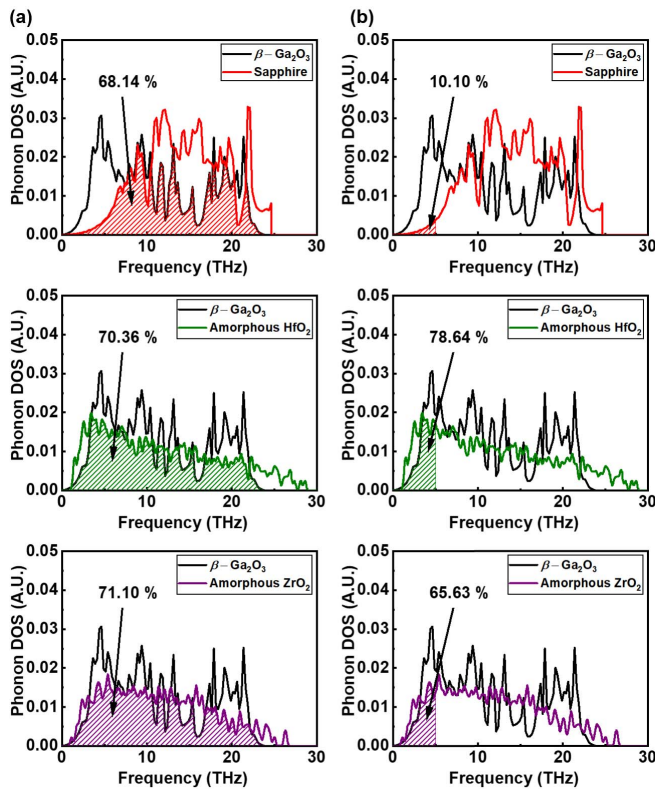 (a)
0.05
0.04
0.03
0.02
0.01
0.00
Phonon DOS (A.U.)
β−Ga₂O₃
Sapphire
68.14 %
0 10 20 30
Frequency (THz)
(b)
0.05
0.04
0.03
0.02
0.01
0.00
Phonon DOS (A.U.)
β−Ga₂O₃
Sapphire
10.10 %
0 10 20 30
Frequency (THz)
0.05
0.04
0.03
0.02
0.01
0.00
Phonon DOS (A.U.)
β−Ga₂O₃
Amorphous HfO₂
70.36 %
0 10 20 30
Frequency (THz)
0.05
0.04
0.03
0.02
0.01
0.00
Phonon DOS (A.U.)
β−Ga₂O₃
Amorphous HfO₂
78.64 %
0 10 20 30
Frequency (THz)
0.05
0.04
0.03
0.02
0.01
0.00
Phonon DOS (A.U.)
β−Ga₂O₃
Amorphous ZrO₂
71.10 %
0 10 20 30
Frequency (THz)
0.05
0.04
0.03
0.02
0.01
0.00
Phonon DOS (A.U.)
β−Ga₂O₃
Amorphous ZrO₂
65.63 %
0 10 20 30
Frequency (THz)